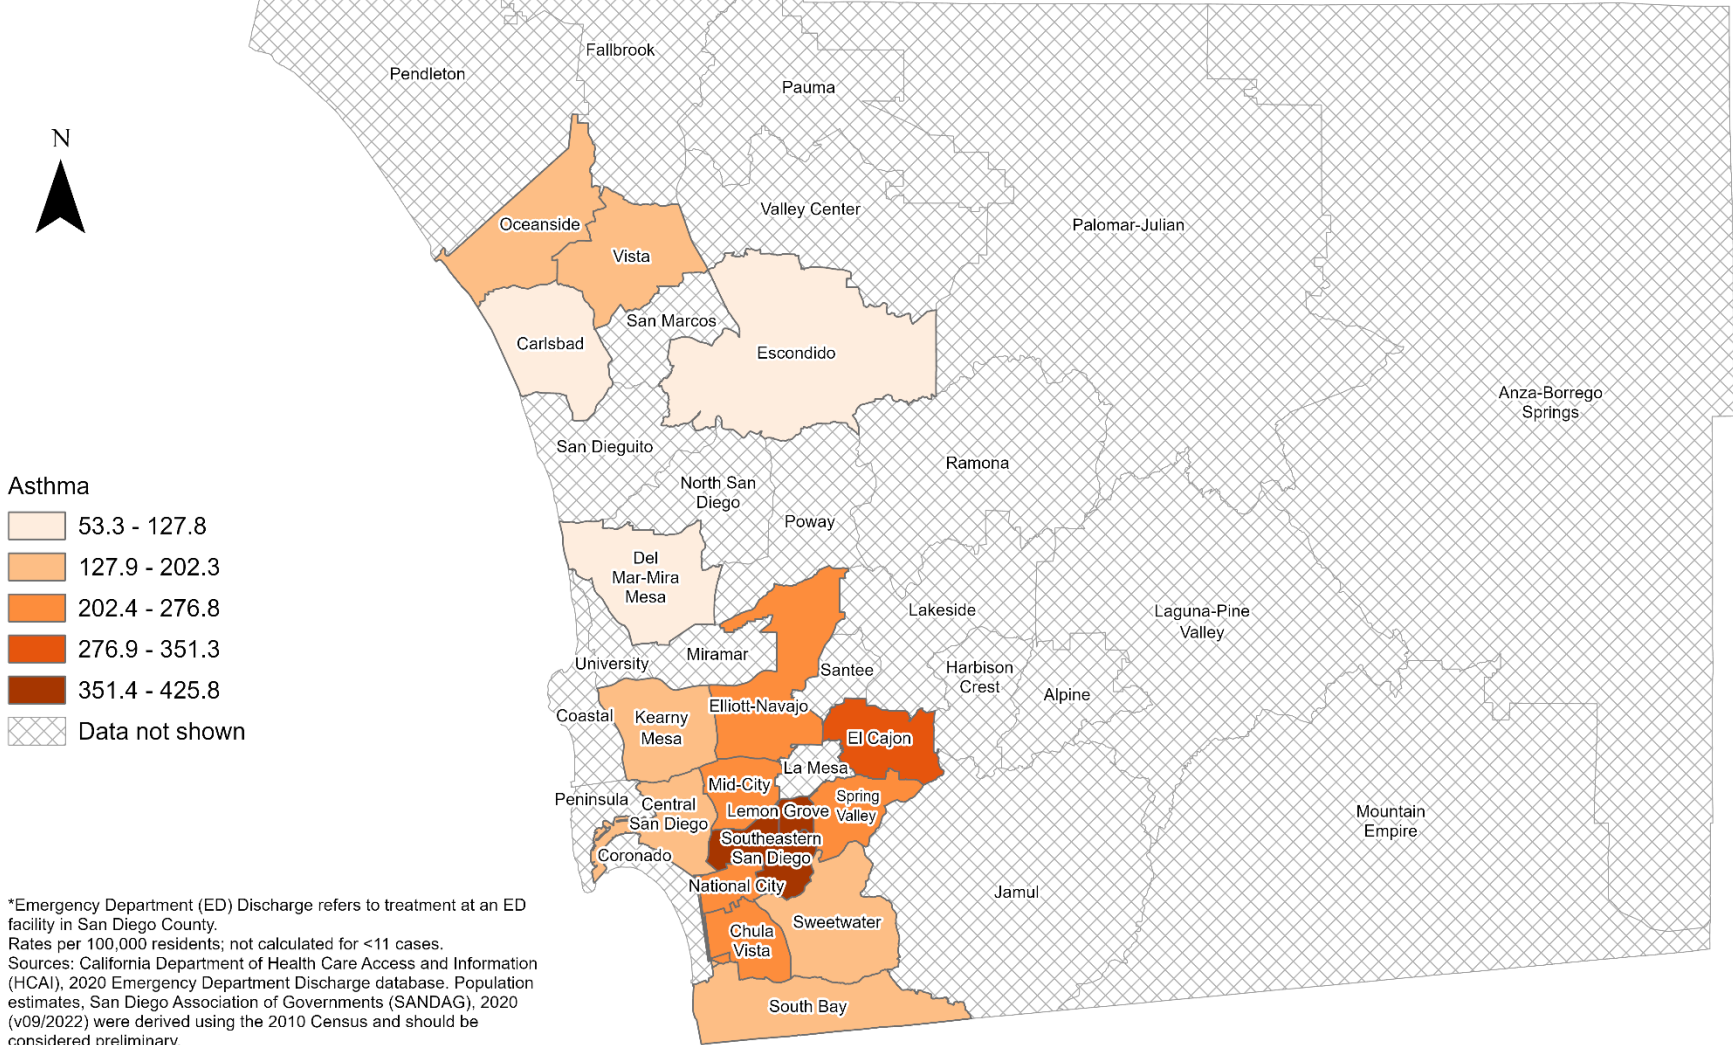 Fallbrook
Pendleton
Pauma
N
Valley Center
Oceanside
Palomar-Julian
Vista
San Marcos
Carlsbad
Escondido
Anza-Borrego
Springs
San Dieguito
Ramona
North San
Diego
Poway
Asthma
53.3 - 127.8
127.9 - 202.3
202.4 - 276.8
276.9 - 351.3
351.4 - 425.8
Data not shown
Del
Mar-Mira
Mesa
Lakeside
Laguna-Pine
Valley
Miramar
University
Santee
Harbison
Crest
Alpine
Elliott-Navajo
Coastal
Kearny
Mesa
El Cajon
La Mesa
Mid-City
Spring
Valley
Peninsula
Central
San Diego
Lemon Grove
Mountain
Empire
Southeastern
San Diego
Coronado
National City
Jamul
Sweetwater
Chula
Vista
South Bay
*Emergency Department (ED) Discharge refers to treatment at an ED
facility in San Diego County.
Rates per 100,000 residents; not calculated for <11 cases.
Sources: California Department of Health Care Access and Information
(HCAI), 2020 Emergency Department Discharge database. Population
estimates, San Diego Association of Governments (SANDAG), 2020
(v09/2022) were derived using the 2010 Census and should be
considered preliminary.